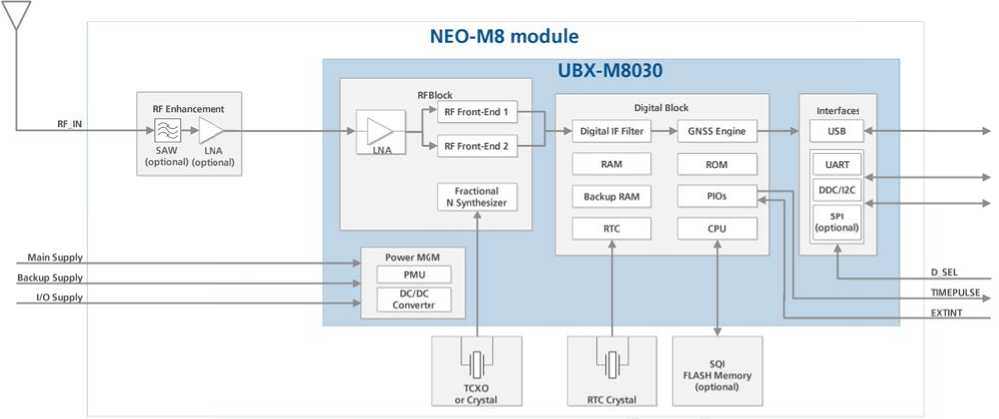 NEO-M8 module
UBX-M8030
RF_IN
RF Enhancement
SAW
(optional)
LNA
(optional)
RFBlock
LNA
RF Front-End 1
RF Front-End 2
Fractional
N Synthesizer
Digital Block
Digital IF Filter
GNSS Engine
RAM
ROM
Backup RAM
PIOs
RTC
CPU
Interfaces
USB
UART
DDC/I2C
SPI
(optional)
Main Supply
Backup Supply
I/O Supply
Power MGM
PMU
DC/DC
Converter
D_SEL
TIMEPULSE
EXTINT
TCXO
or Crystal
RTC Crystal
SQI
FLASH Memory
(optional)